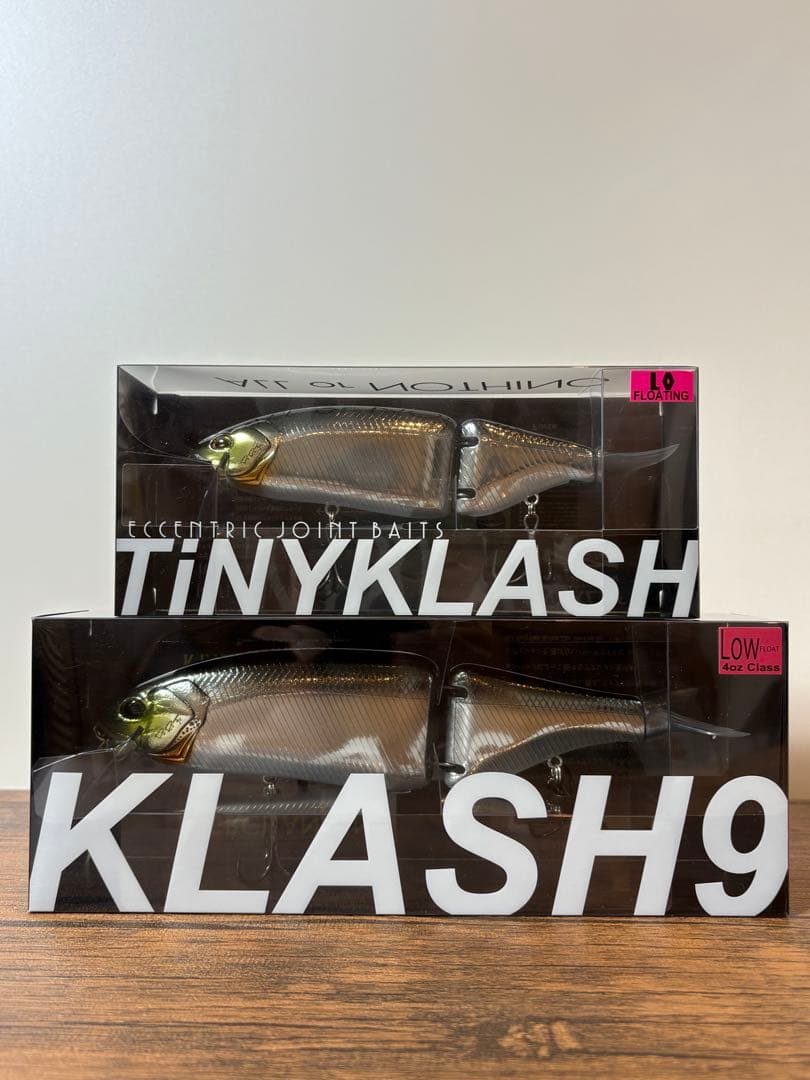 ALL or NOTHING
LO
FLOATING
ECCENTRIC JOINT BAITS
TiNYKLASH
LOW FLOAT
4oz Class
KLASH9